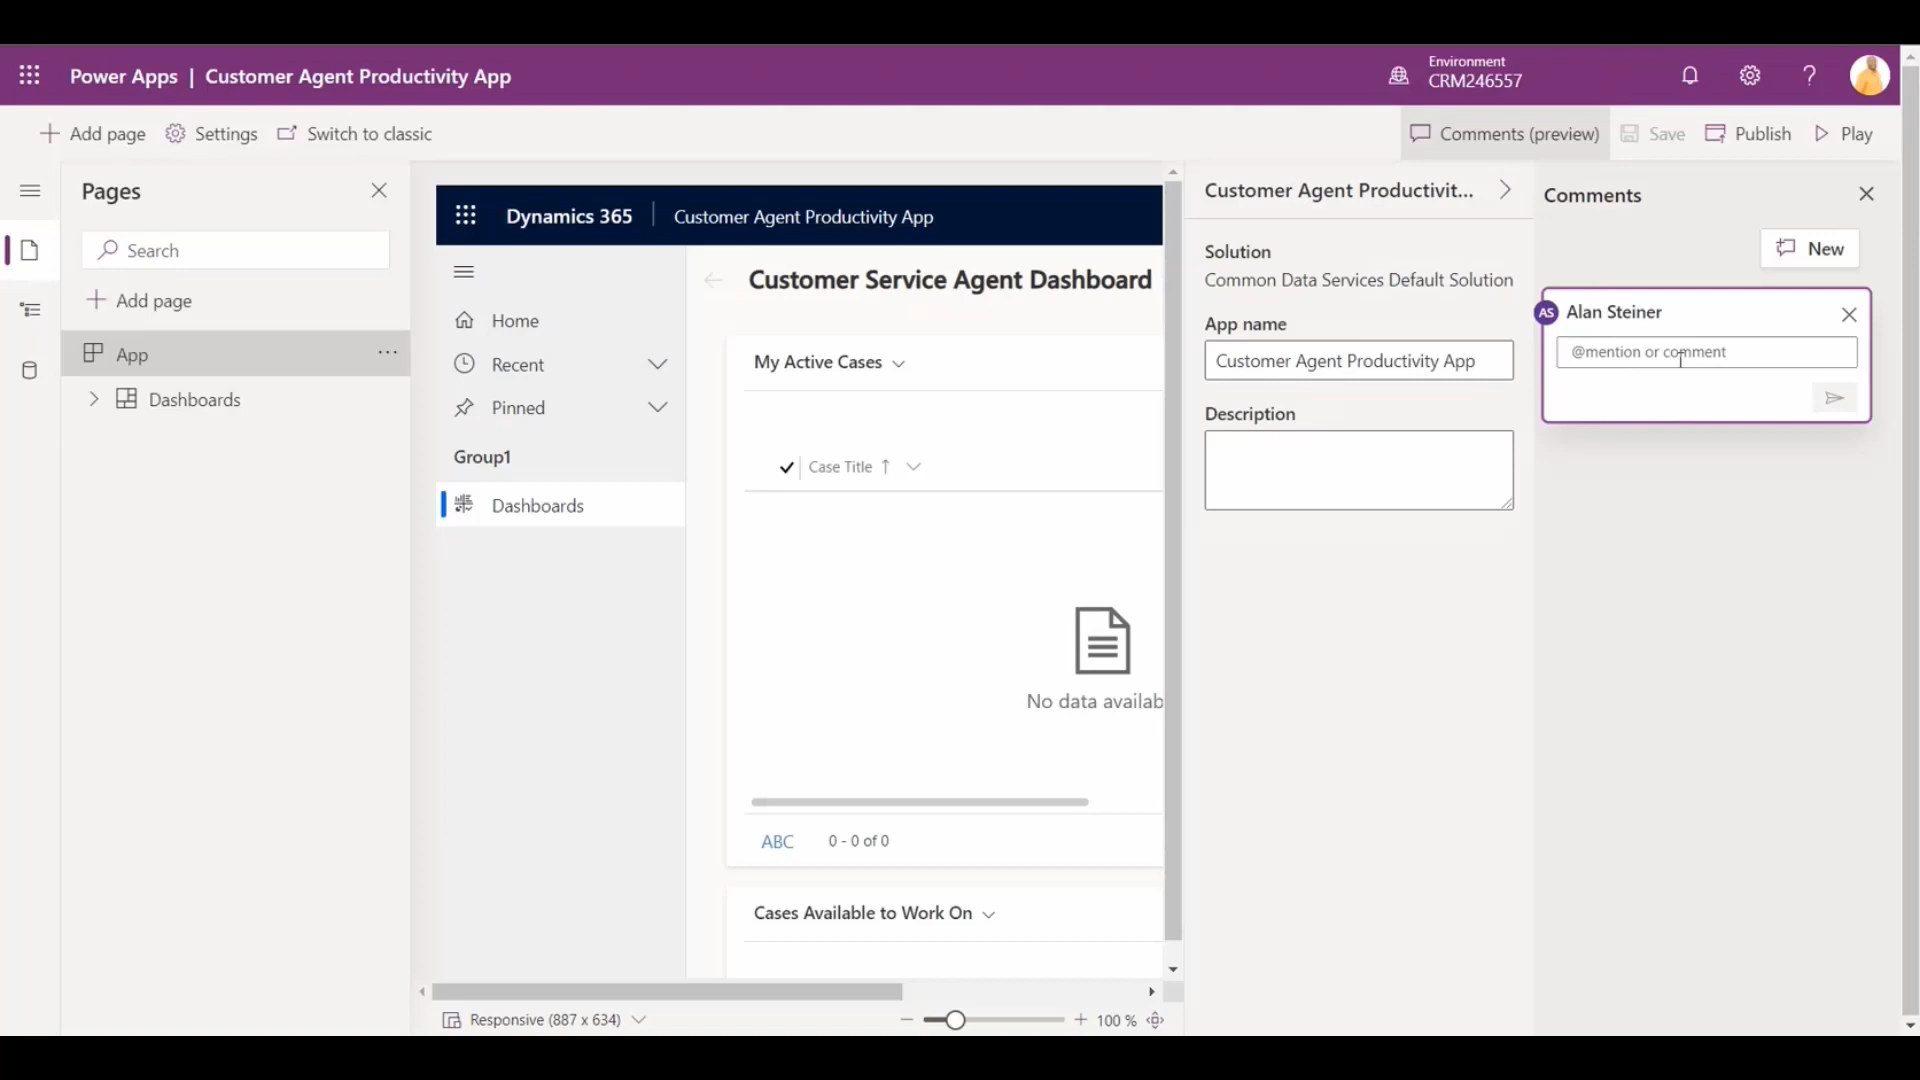 Power Apps | Customer Agent Productivity App
Environment
CRM246557
Add page
Settings
Switch to classic
Comments (preview)
Save
Publish
Play
Pages
Search
Add page
App
Dashboards
Dynamics 365
Customer Agent Productivity App
Home
Recent
Pinned
Group1
Dashboards
Customer Service Agent Dashboard
My Active Cases
Case Title
No data availab
ABC
0 - 0 of 0
Cases Available to Work On
Responsive (887 x 634)
100 %
Customer Agent Productivit...
Solution
Common Data Services Default Solution
App name
Customer Agent Productivity App
Description
Comments
New
AS
Alan Steiner
@mention or comment